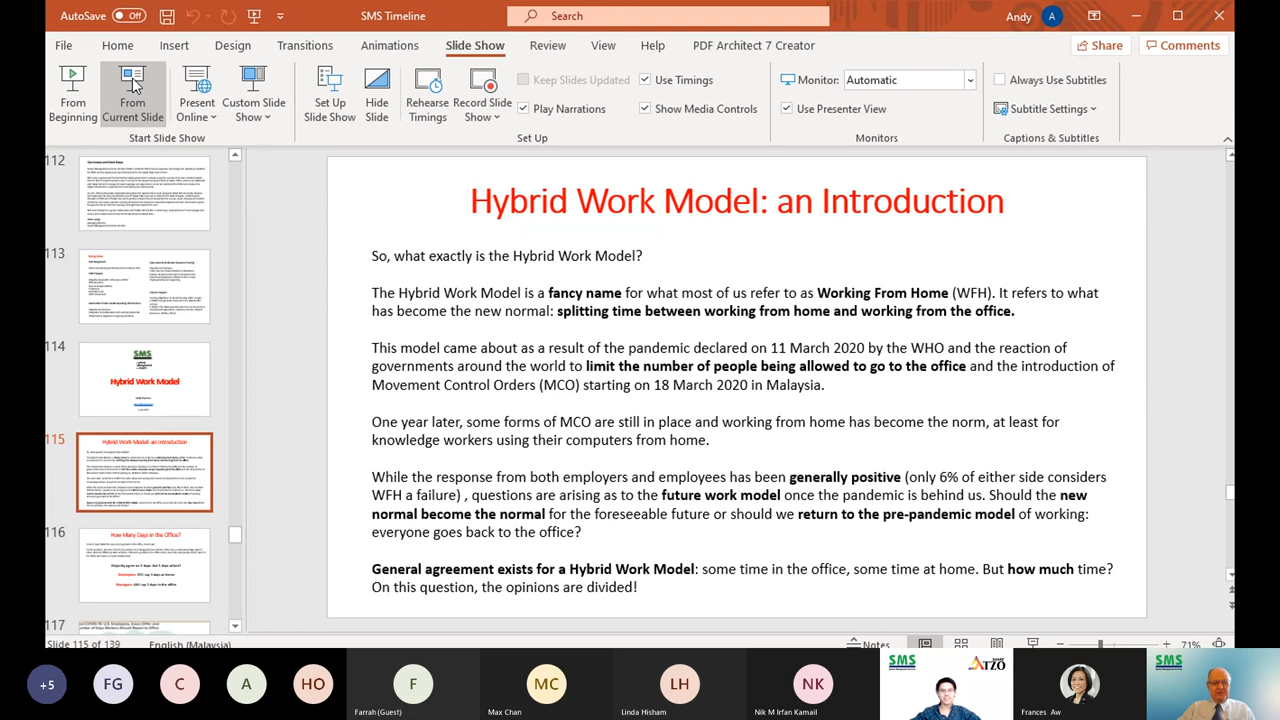 AutoSave Off SMS Timeline Search Andy A
File Home Insert Design Transitions Animations Slide Show Review View Help PDF Architect 7 Creator Share Comments
From Beginning
From Current Slide
Present Online
Custom Slide Show
Start Slide Show
Set Up Slide Show
Hide Slide
Rehearse Timings
Record Slide Show
Keep Slides Updated
Play Narrations
Use Timings
Show Media Controls
Set Up
Monitor: Automatic
Use Presenter View
Monitors
Always Use Subtitles
Subtitle Settings
Captions & Subtitles
112
113
114
SMS
Hybrid Work Model
115
Hybrid Work Model: an Introduction
116
How Many Days in the Office?
117
Hybrid Work Model: an Introduction
So, what exactly is the Hybrid Work Model?
The Hybrid Work Model is a fancy name for what most of us refer to as Working From Home (WFH). It refers to what
has become the new normal: splitting time between working from home and working from the office.
This model came about as a result of the pandemic declared on 11 March 2020 by the WHO and the reaction of
governments around the world to limit the number of people being allowed to go to the office and the introduction of
Movement Control Orders (MCO) starting on 18 March 2020 in Malaysia.
One year later, some forms of MCO are still in place and working from home has become the norm, at least for
knowledge workers using their computers from home.
While the response from both employers and employees has been generally positive (only 6% of either side considers
WFH a failure) , questions are arising as to the future work model once the pandemic is behind us. Should the new
normal become the normal for the foreseeable future or should we return to the pre-pandemic model of working:
everyone goes back to the office?
General agreement exists for a Hybrid Work Model: some time in the office, some time at home. But how much time?
On this question, the opinions are divided!
Slide 115 of 139 English (Malaysia) Notes 71%
+5 FG C A HO F MC LH NK
SMS ATZO SMS
Farrah(Guest) Max Chan Linda Hisham Nik M Irfan Kamail Frances Aw